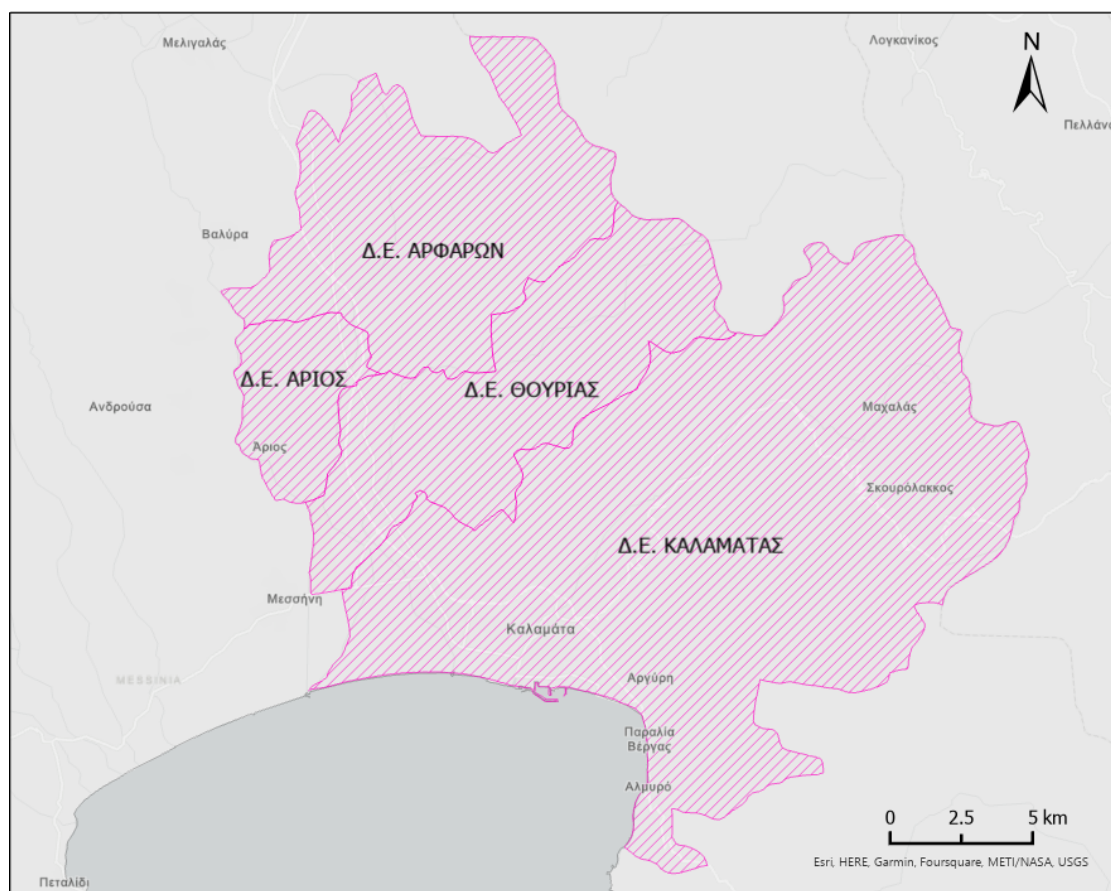 Μελιγαλάς
Λογκανίκος
N
Πελλάνα
Βαλύρα
Δ.Ε. ΑΡΦΑΡΩΝ
Δ.Ε. ΑΡΙΟΣ
Δ.Ε. ΘΟΥΡΙΑΣ
Ανδρούσα
Μαχαλάς
Άριος
Σκουρόλακκος
Δ.Ε. ΚΑΛΑΜΑΤΑΣ
Μεσσήνη
Καλαμάτα
MESSINIA
Αργύρη
Παραλία
Βέργας
Αλμυρό
0 2.5 5 km
Esri, HERE, Garmin, Foursquare, METI/NASA, USGS
Πεταλίδι